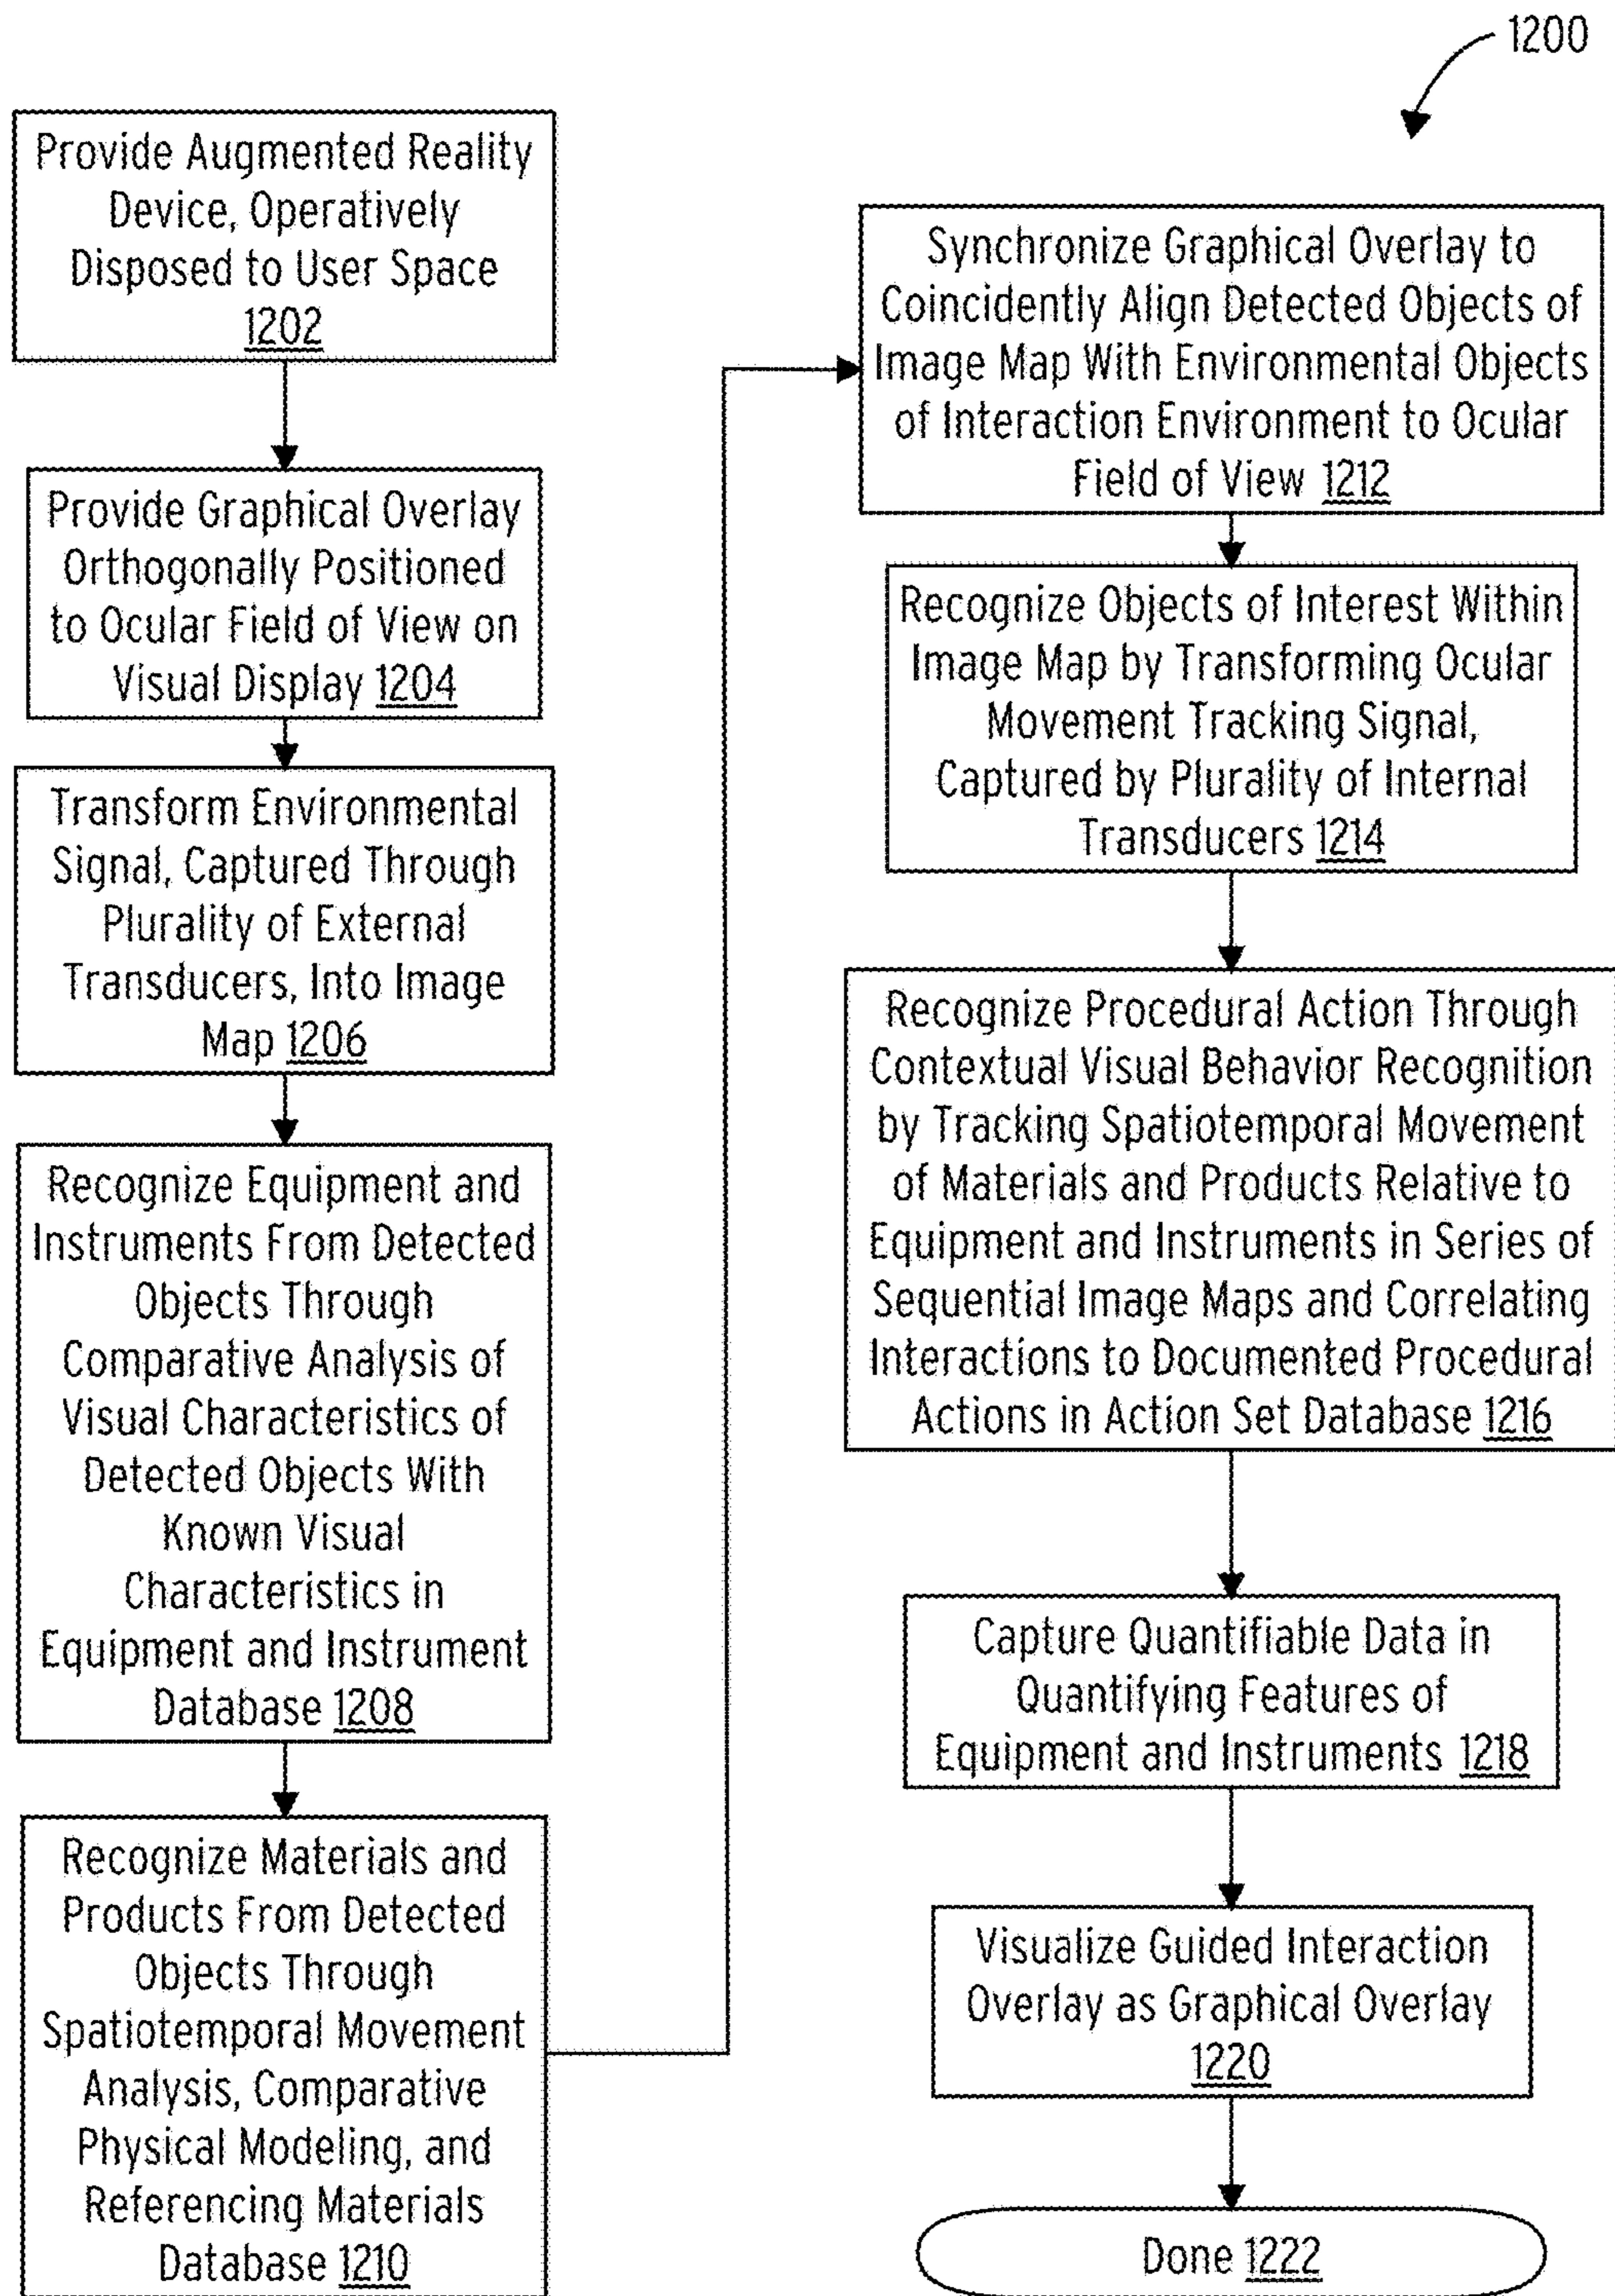 1200
Provide Augmented Reality
Device, Operatively
Disposed to User Space
1202
Provide Graphical Overlay
Orthogonally Positioned
to Ocular Field of View on
Visual Display 1204
Transform Environmental
Signal, Captured Through
Plurality of External
Transducers, Into Image
Map 1206
Recognize Equipment and
Instruments From Detected
Objects Through
Comparative Analysis of
Visual Characteristics of
Detected Objects With
Known Visual
Characteristics in
Equipment and Instrument
Database 1208
Recognize Materials and
Products From Detected
Objects Through
Spatiotemporal Movement
Analysis, Comparative
Physical Modeling, and
Referencing Materials
Database 1210
Synchronize Graphical Overlay to
Coincidently Align Detected Objects of
Image Map With Environmental Objects
of Interaction Environment to Ocular
Field of View 1212
Recognize Objects of Interest Within
Image Map by Transforming Ocular
Movement Tracking Signal,
Captured by Plurality of Internal
Transducers 1214
Recognize Procedural Action Through
Contextual Visual Behavior Recognition
by Tracking Spatiotemporal Movement
of Materials and Products Relative to
Equipment and Instruments in Series of
Sequential Image Maps and Correlating
Interactions to Documented Procedural
Actions in Action Set Database 1216
Capture Quantifiable Data in
Quantifying Features of
Equipment and Instruments 1218
Visualize Guided Interaction
Overlay as Graphical Overlay
1220
Done 1222